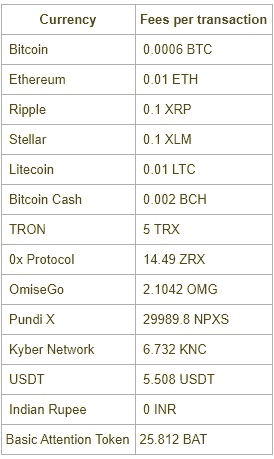 Currency Fees per transaction
Bitcoin 0.0006 BTC
Ethereum 0.01 ETH
Ripple 0.1 XRP
Stellar 0.1 XLM
Litecoin 0.01 LTC
Bitcoin Cash 0.002 BCH
TRON 5 TRX
0x Protocol 14.49 ZRX
OmiseGo 2.1042 OMG
Pundi X 29989.8 NPXS
Kyber Network 6.732 KNC
USDT 5.508 USDT
Indian Rupee 0 INR
Basic Attention Token 25.812 BAT